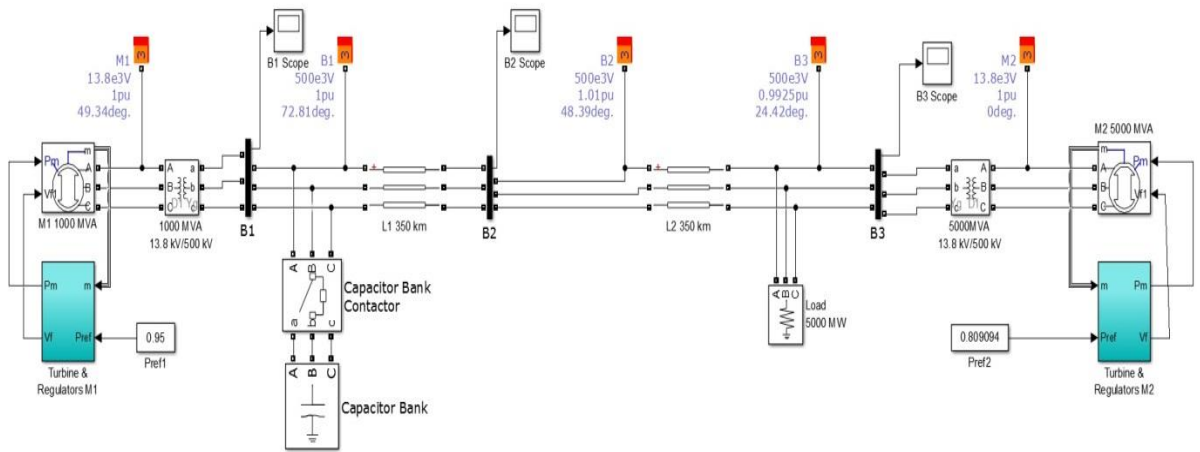 M1
13.8e3V
1pu
49.34deg.
B1 Scope
B1
500e3V
1pu
72.81deg.
B2 Scope
B2
500e3V
1.01pu
48.39deg.
B3
500e3V
0.9925pu
24.42deg.
B3 Scope
M2
13.8e3V
1pu
0deg.
M2 5000 MVA
Pm
m
A
Vf1
B
C
M1 1000 MVA
A a
B b
C c
1000 MVA
13.8 kV/500 kV
B1
L1 350 km
B2
L2 350 km
B3
a A
b B
c C
5000MVA
13.8 kV/500 kV
m
Pm
A
B
Vf1
C
A B C
a b c
Capacitor Bank
Contactor
A B C
Capacitor Bank
A B C
Load
5000 MW
Pm
m
Vf
Pref
Turbine &
Regulators M1
0.95
Pref1
0.809094
Pref2
m
Pm
Pref
Vf
Turbine &
Regulators M2